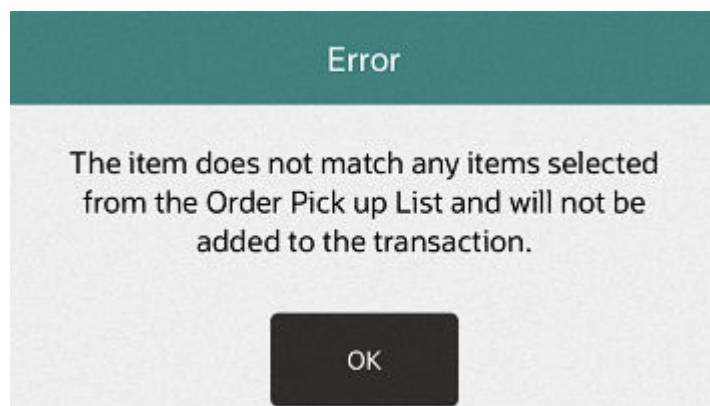 Error
The item does not match any items selected
from the Order Pick up List and will not be
added to the transaction.
OK